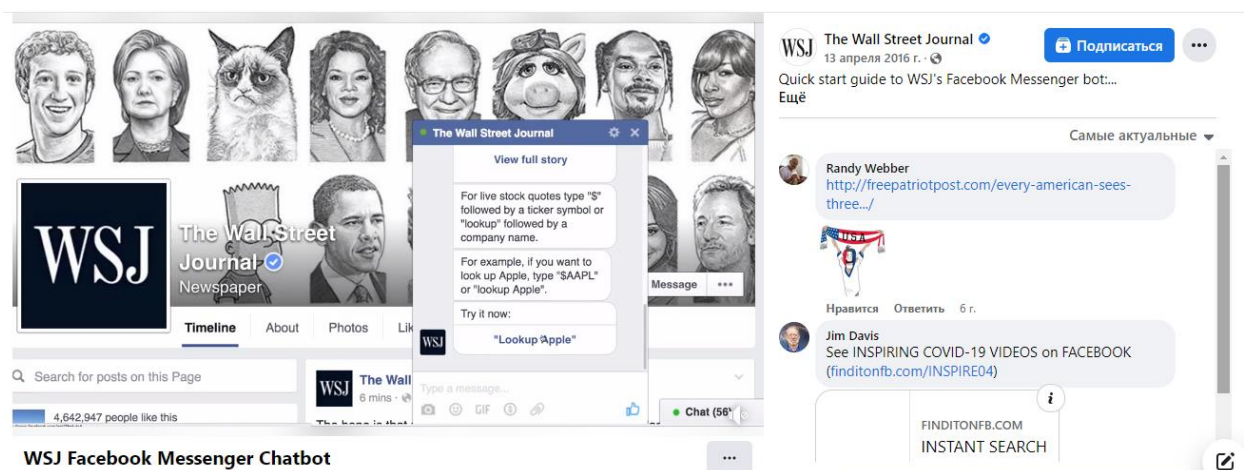 The Wall Street
Journal
Newspaper
WSJ
Message
Timeline
About
Photos
Search for posts on this Page
4,642,947 people like this
WSJ
The Wall
6 mins
The Wall Street Journal
View full story
For live stock quotes type "$"
followed by a ticker symbol or
"lookup" followed by a
company name.
For example, if you want to
look up Apple, type "$AAPL"
or "lookup Apple".
Try it now:
WSJ
"Lookup Apple"
Type a message...
GIF
Chat (56)
WSJ Facebook Messenger Chatbot
WSJ
The Wall Street Journal
13 апреля 2016 г.
Подписаться
Quick start guide to WSJ's Facebook Messenger bot:...
Ещё
Самые актуальные
Randy Webber
http://freepatriotpost.com/every-american-sees-
three.../
USA
Нравится Ответить 6 г.
Jim Davis
See INSPIRING COVID-19 VIDEOS on FACEBOOK
(finditonfb.com/INSPIRE04)
FINDITONFB.COM
INSTANT SEARCH